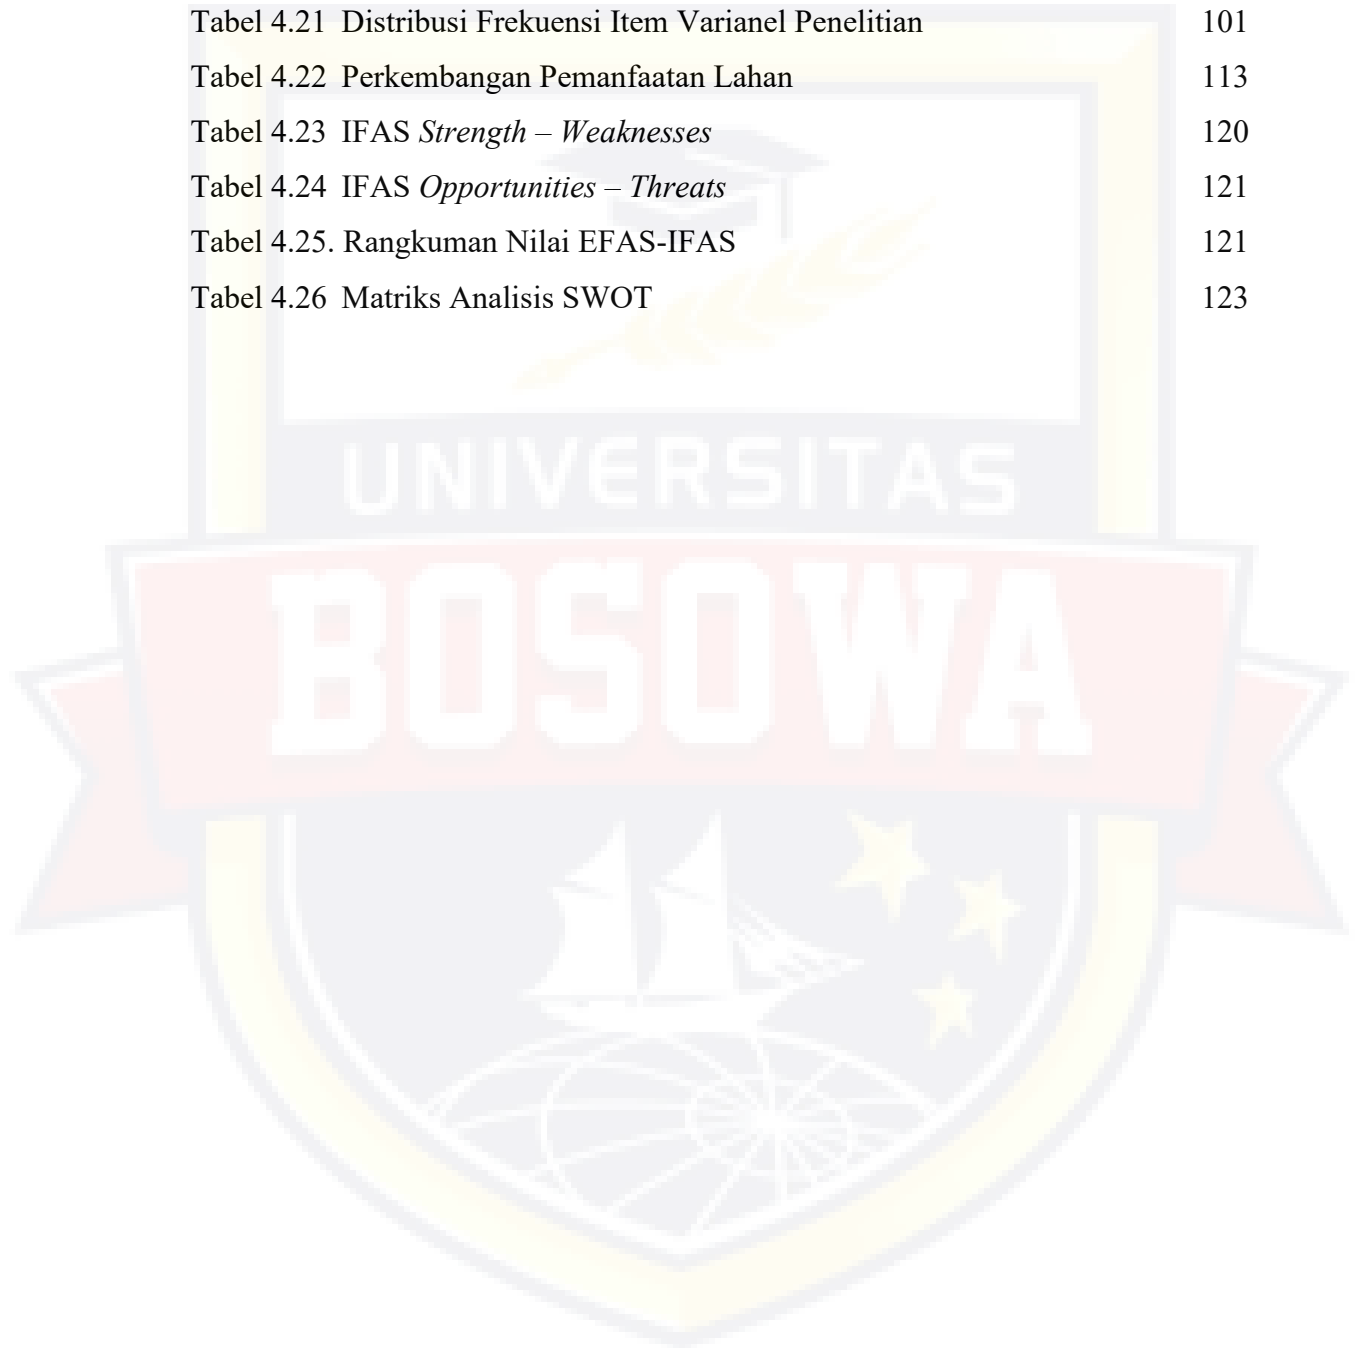 Tabel 4.21 Distribusi Frekuensi Item Varianel Penelitian 101
Tabel 4.22 Perkembangan Pemanfaatan Lahan 113
Tabel 4.23 IFAS Strength – Weaknesses 120
Tabel 4.24 IFAS Opportunities – Threats 121
Tabel 4.25. Rangkuman Nilai EFAS-IFAS 121
Tabel 4.26 Matriks Analisis SWOT 123
UNIVERSITAS
BOSOWA